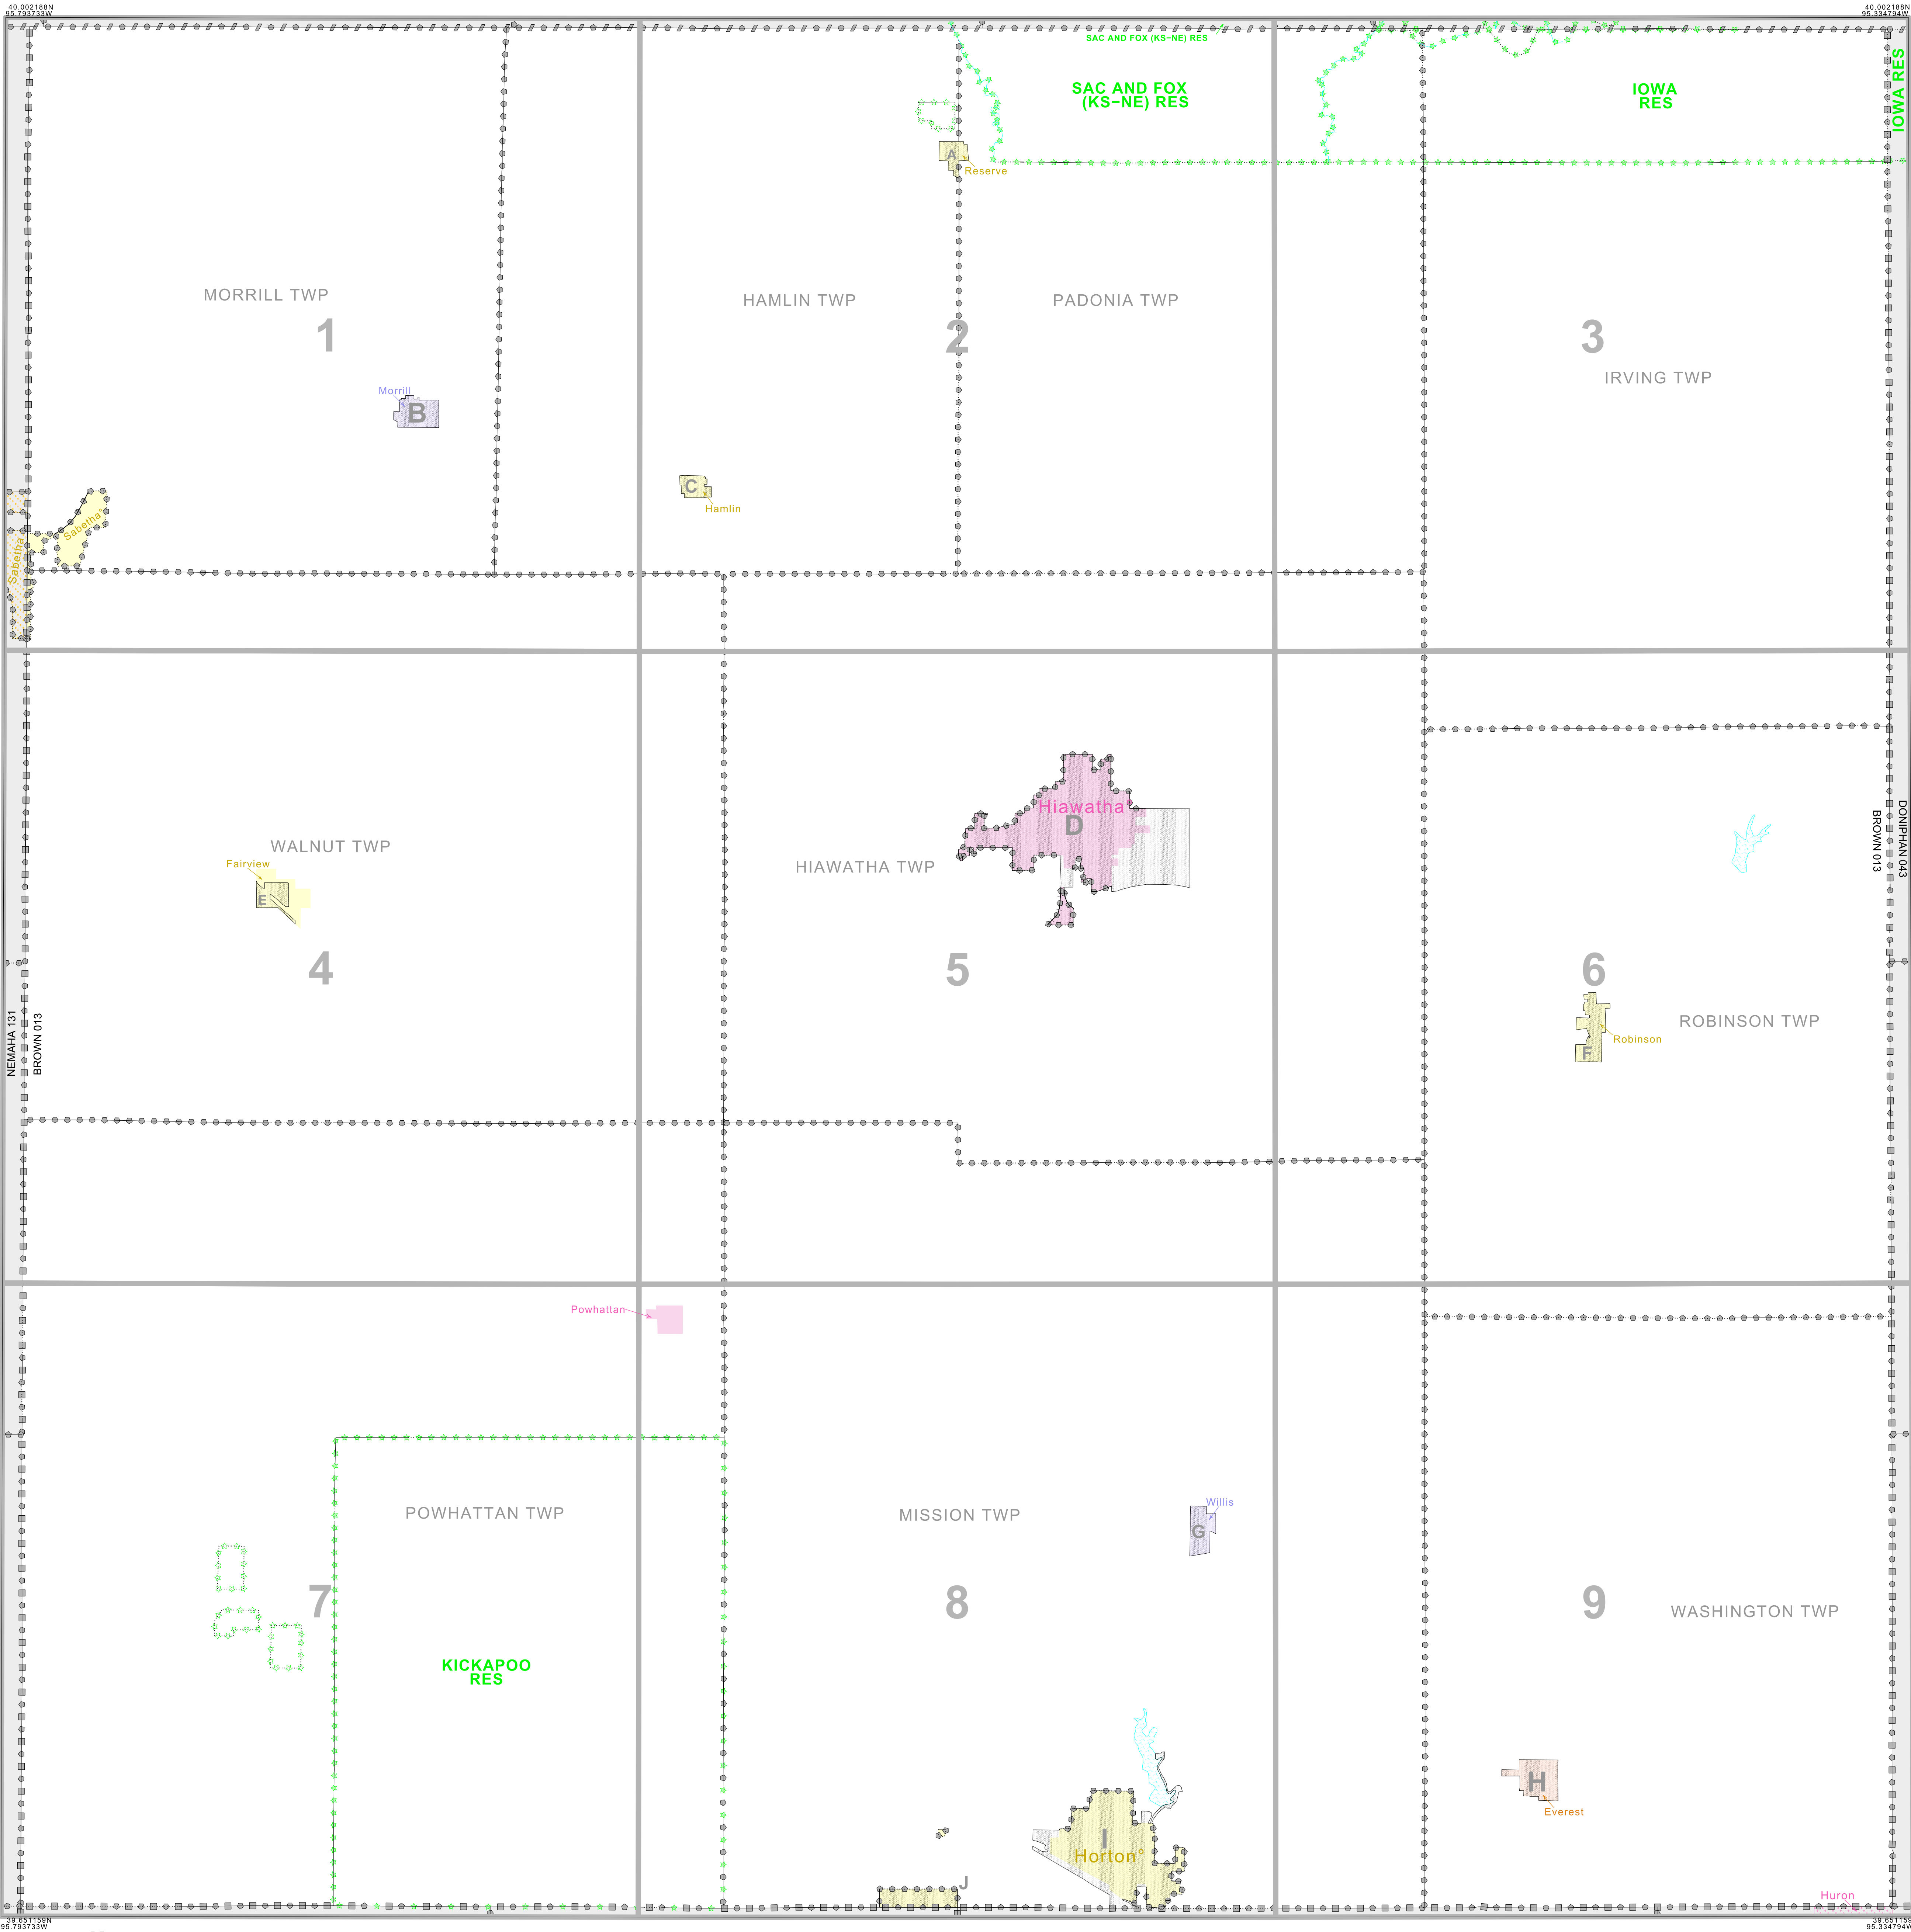 40.002188N
95.793733W
40.002188N
95.334794W
SAC AND FOX (KS-NE) RES
SAC AND FOX
(KS-NE) RES
IOWA
RES
IOWA RES
A
Reserve
MORRILL TWP
HAMLIN TWP
PADONIA TWP
1
2
3
IRVING TWP
Morrill
B
C
Hamlin
Sabetha°
Sabetha
Hiawatha°
D
WALNUT TWP
HIAWATHA TWP
Fairview
E
BROWN 013
DONIPHAN 043
4
5
6
NEMAHA 131
BROWN 013
ROBINSON TWP
Robinson
F
Powhattan
POWHATTAN TWP
MISSION TWP
Willis
G
7
8
9
WASHINGTON TWP
KICKAPOO
RES
H
Everest
I
Horton°
J
Huron
39.651159N
95.793733W
39.651159
95.334794W